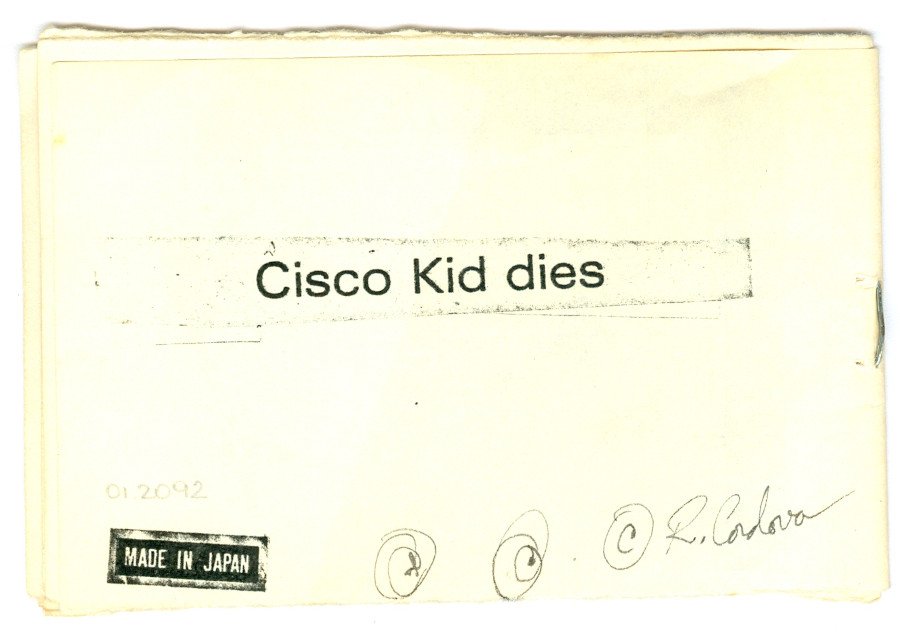 Cisco Kid dies
01.2092
MADE IN JAPAN
© © © R. Cordova